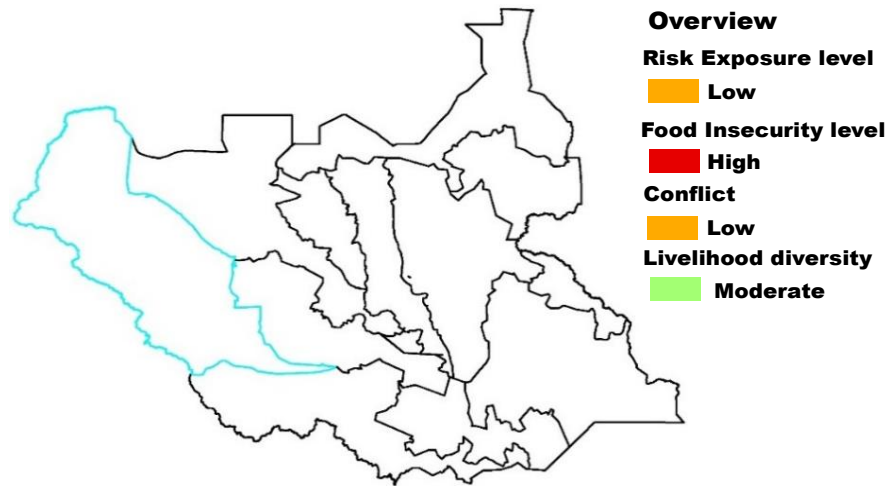 Overview
Risk Exposure level
Low
Food Insecurity level
High
Conflict
Low
Livelihood diversity
Moderate